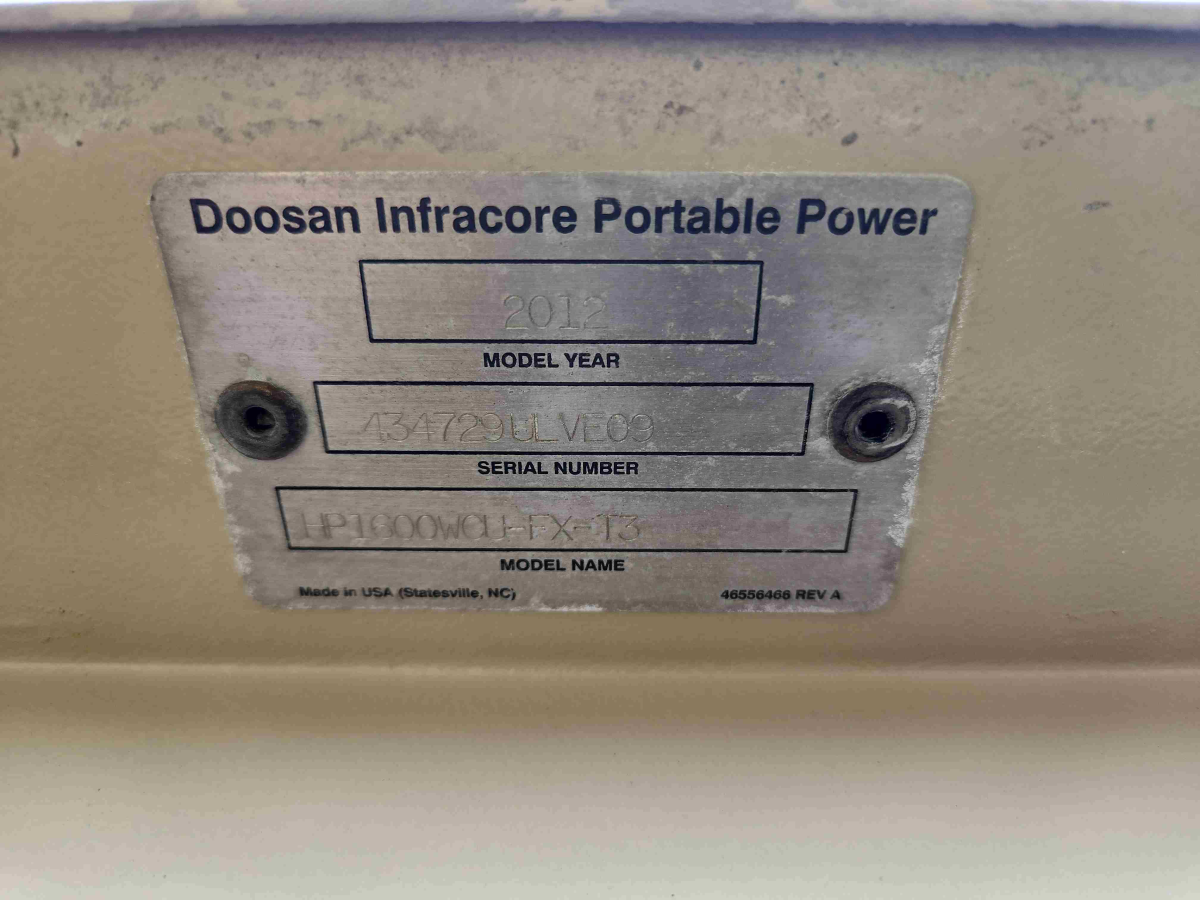 Doosan Infracore Portable Power
2012
MODEL YEAR
434729ULVE09
SERIAL NUMBER
HP1600WCU-FX-T3
MODEL NAME
Made in USA (Statesville, NC)
46556466 REV A